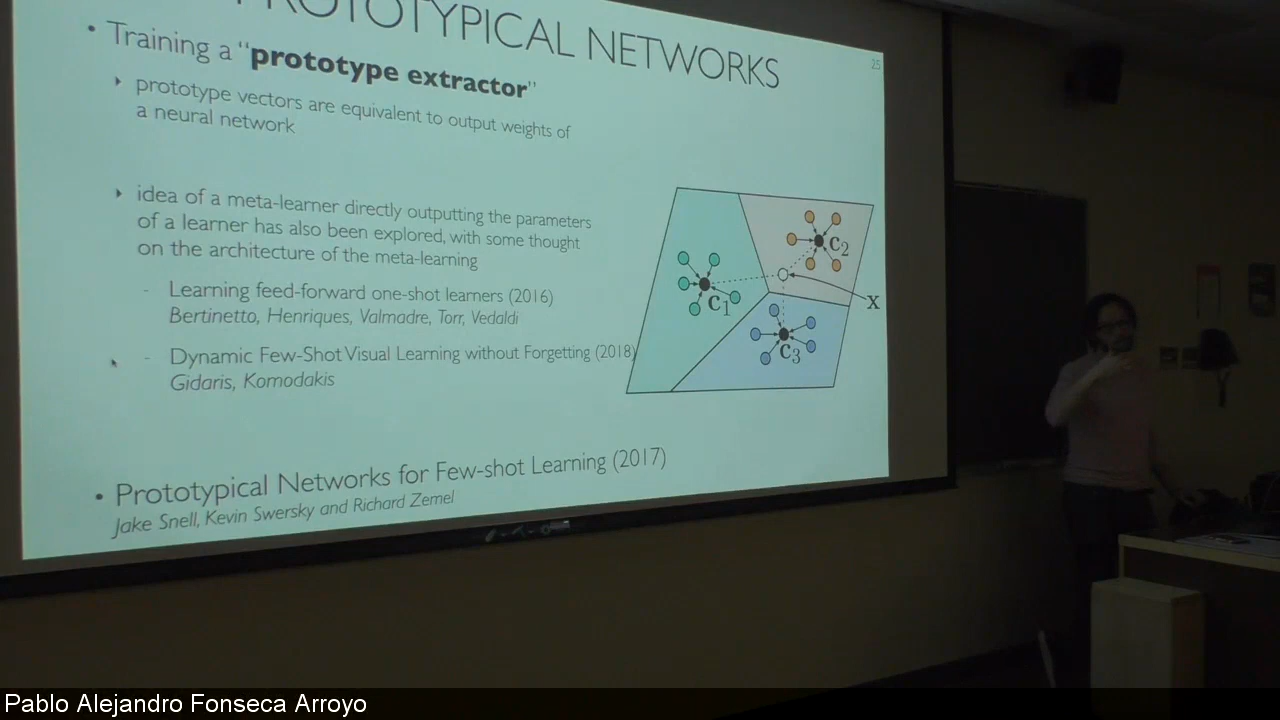 PROTOTYPICAL NETWORKS
25
• Training a "prototype extractor"
‣ prototype vectors are equivalent to output weights of
a neural network
‣ idea of a meta-learner directly outputting the parameters
of a learner has also been explored, with some thought
on the architecture of the meta-learning
- Learning feed-forward one-shot learners (2016)
Bertinetto, Henriques, Valmadre, Torr, Vedaldi
- Dynamic Few-Shot Visual Learning without Forgetting (2018)
Gidaris, Komodakis
c2
c1
x
c3
• Prototypical Networks for Few-shot Learning (2017)
Jake Snell, Kevin Swersky and Richard Zemel
Pablo Alejandro Fonseca Arroyo